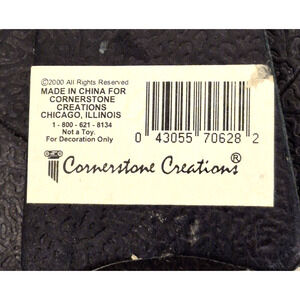 ©2000 All Rights Reserved
MADE IN CHINA FOR
CORNERSTONE
CREATIONS
CHICAGO, ILLINOIS
1 - 800 - 621 - 8134
Not a Toy.
For Decoration Only
0 43055 70628 2
Cornerstone Creations®